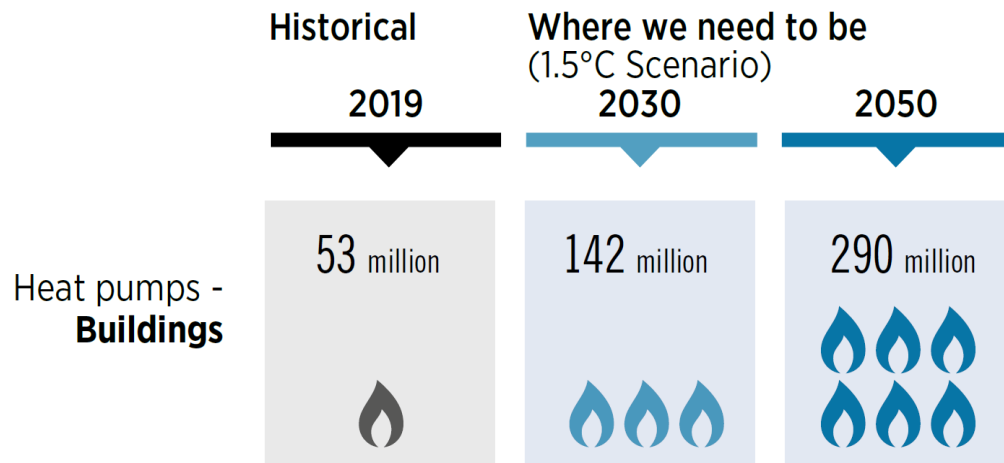 Historical
Where we need to be
(1.5°C Scenario)
2019
2030
2050
53 million
142 million
290 million
Heat pumps -
Buildings